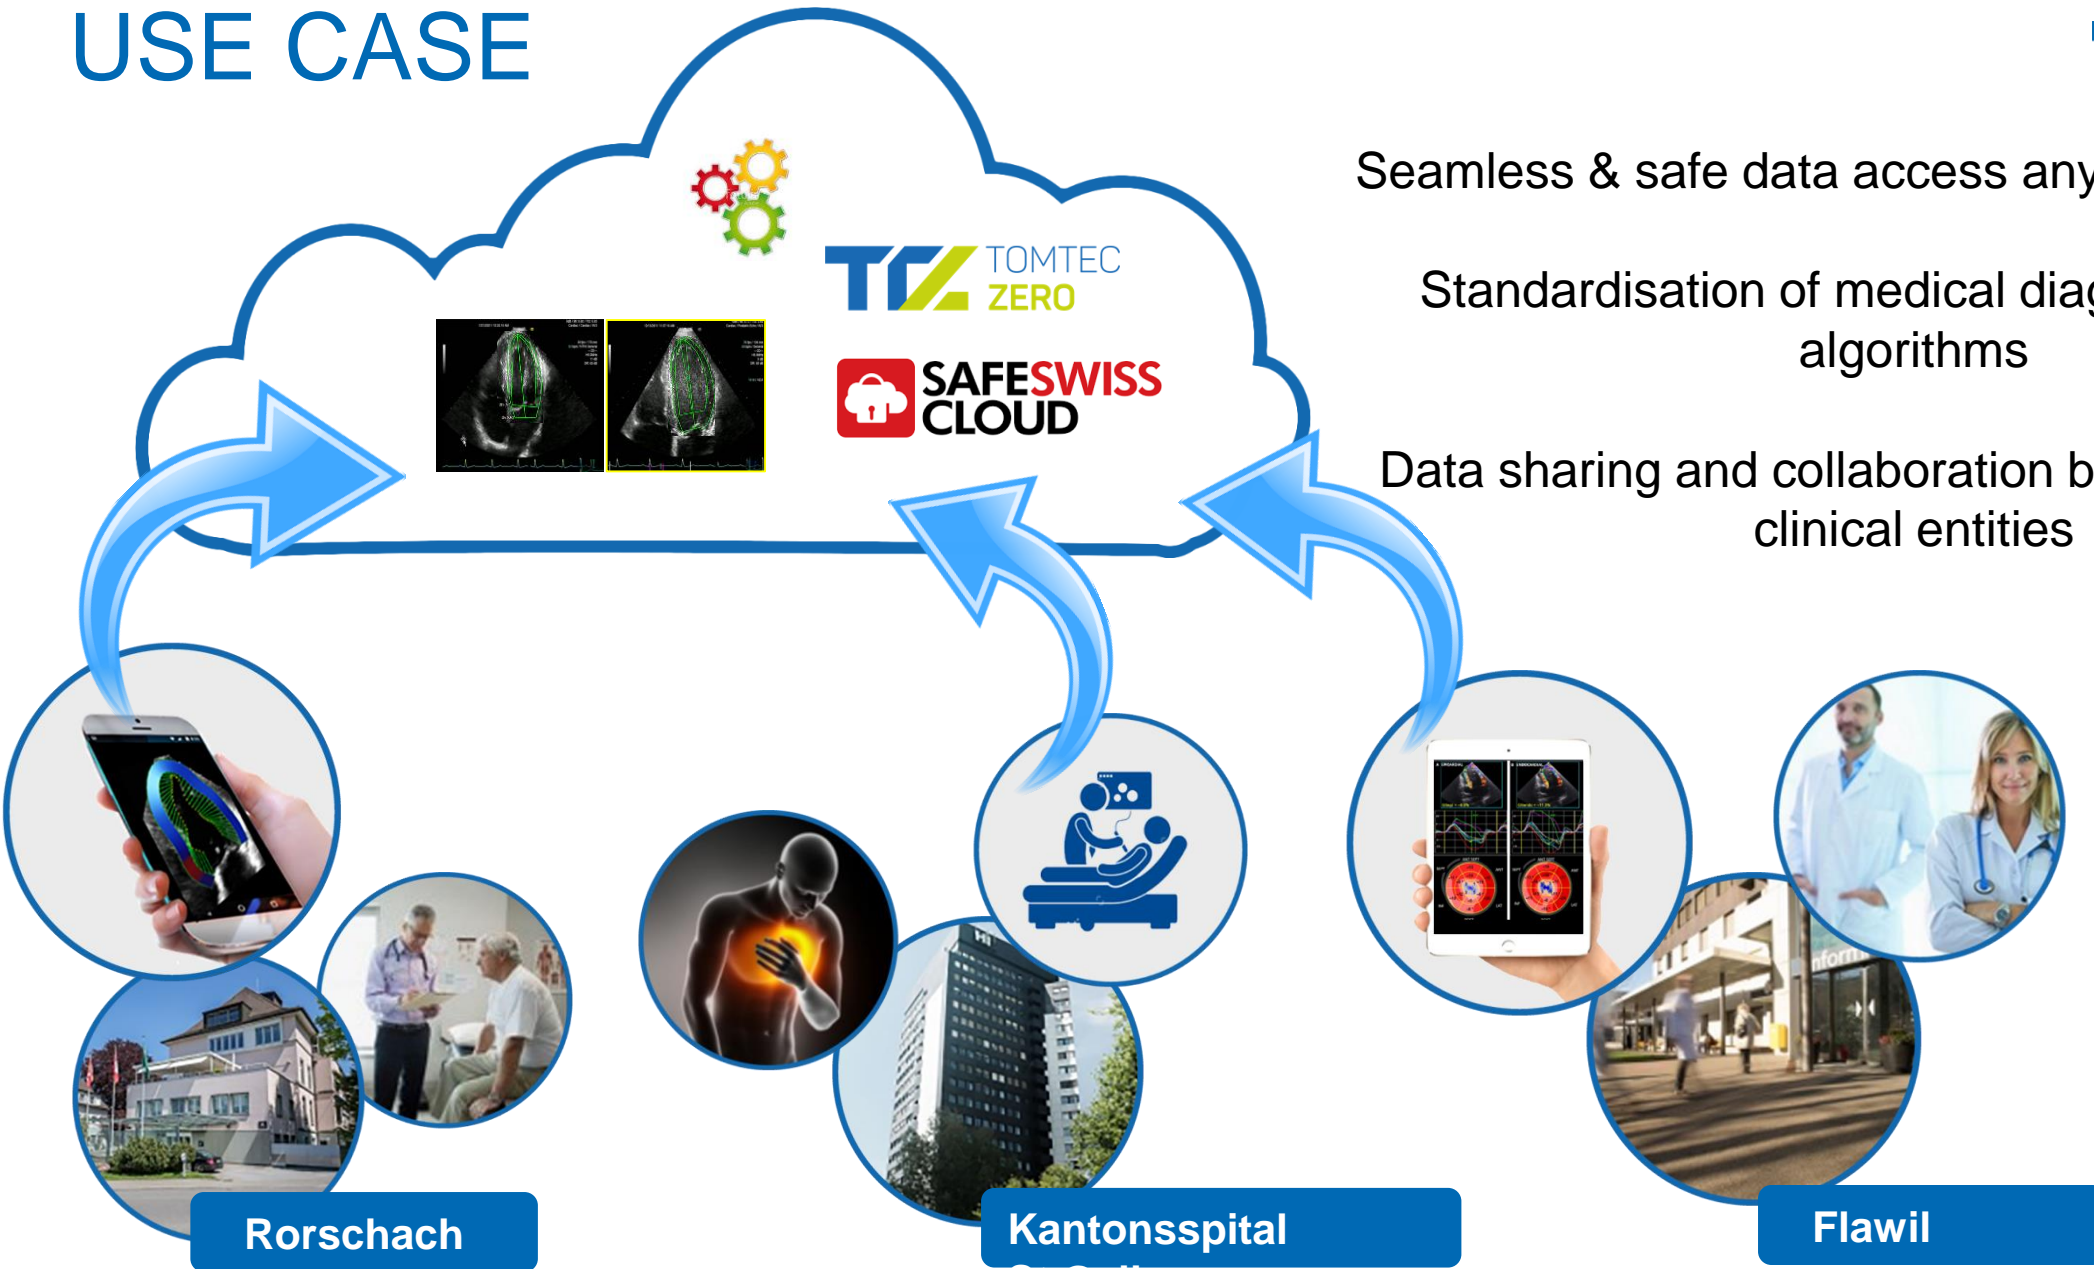 USE CASE
TOMTEC
ZERO
SAFESWISS
CLOUD
Seamless & safe data access any
Standardisation of medical
algorithms
Data sharing and collaboration
clinical entities
HI
Rorschach
Kantonsspital
Flawil